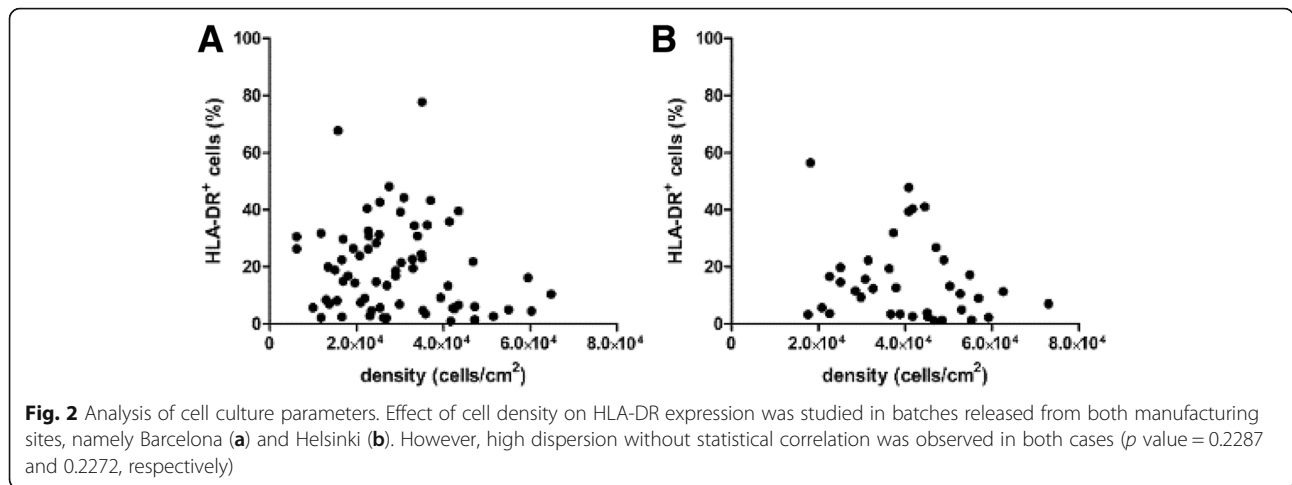 A
B
100
80
60
40
20
0
HLA-DR⁺ cells (%)
0
2.0×10⁴
4.0×10⁴
6.0×10⁴
8.0×10⁴
density (cells/cm²)
100
80
60
40
20
0
HLA-DR⁺ cells (%)
0
2.0×10⁴
4.0×10⁴
6.0×10⁴
8.0×10⁴
density (cells/cm²)
Fig. 2 Analysis of cell culture parameters. Effect of cell density on HLA-DR expression was studied in batches released from both manufacturing
sites, namely Barcelona (a) and Helsinki (b). However, high dispersion without statistical correlation was observed in both cases (p value = 0.2287
and 0.2272, respectively)